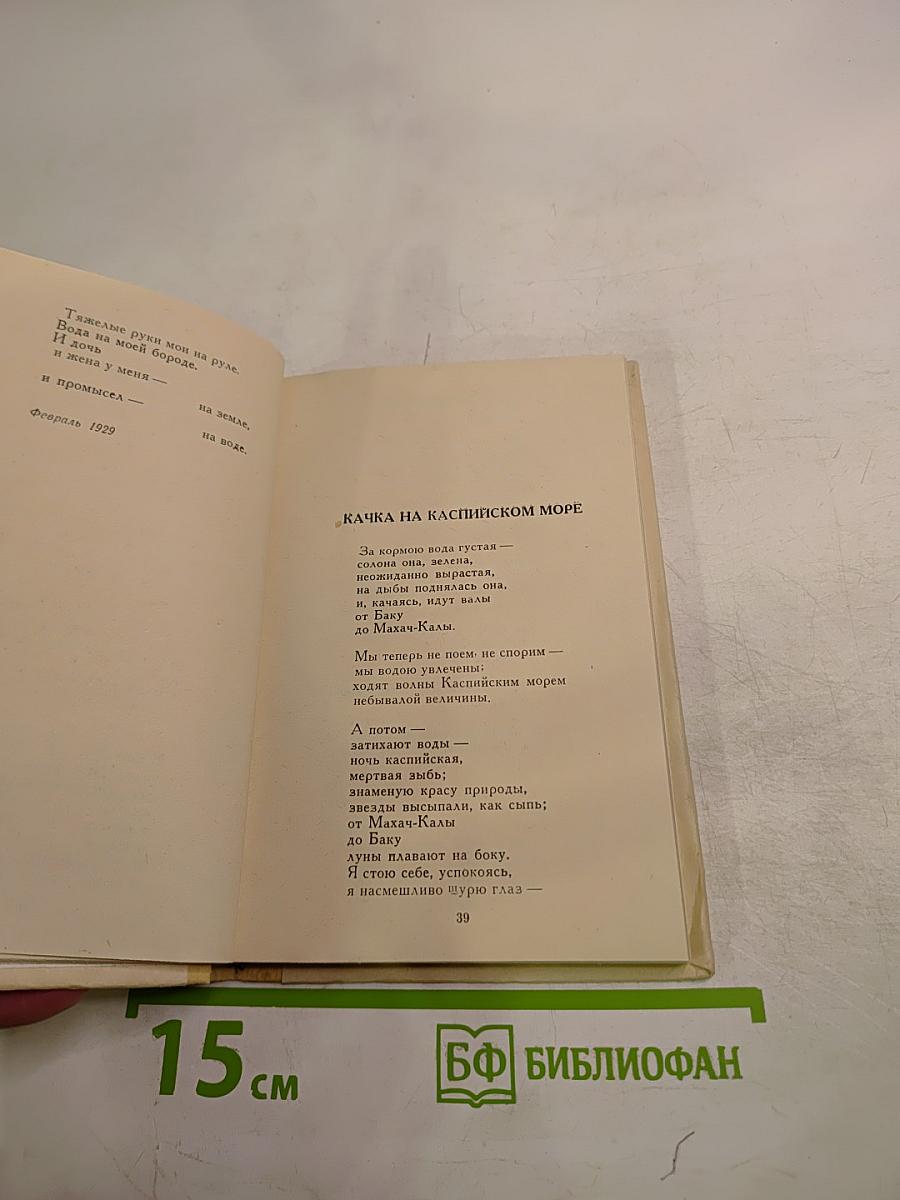 Тяжелые руки мои на руле.
Вода на моей бороде.
И дочь
и жена у меня —
на земле,
и промысел —
на воде.
Февраль 1929
КАЧКА НА КАСПИЙСКОМ МОРЕ
За кормою вода густая —
солона она, зелена,
неожиданно вырастая,
на дыбы поднялась она,
и, качаясь, идут валы
от Баку
до Махач-Калы.
Мы теперь не поем, не спорим —
мы водою увлечены;
ходят волны Каспийским морем
небывалой величины.
А потом —
затихают воды —
ночь каспийская,
мертвая зыбь;
знаменуя красу природы,
звезды высыпали, как сыпь;
от Махач-Калы
до Баку
луны плавают на боку.
Я стою себе, успокоясь,
я насмешливо щурю глаз —
39
15 см
БФ БИБЛИОФАН